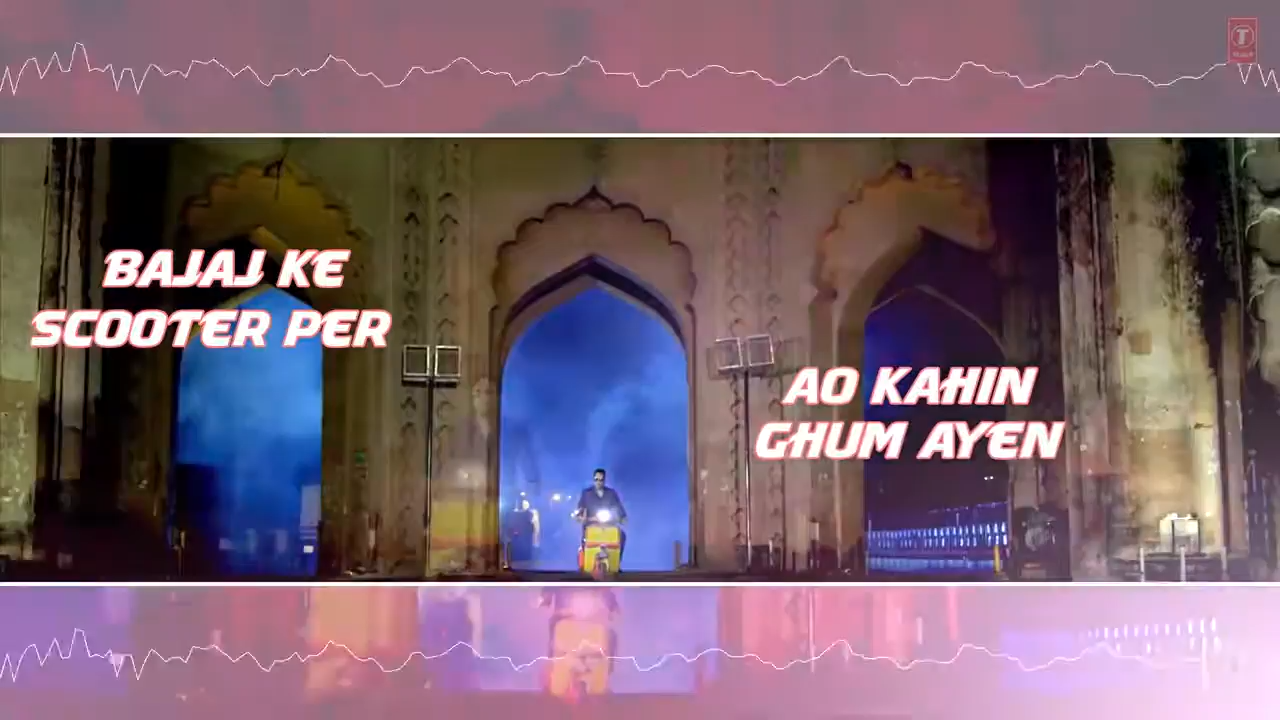 BAJAJ KE
SCOOTER PER
AO KAHIN
GHUM AYEN
T